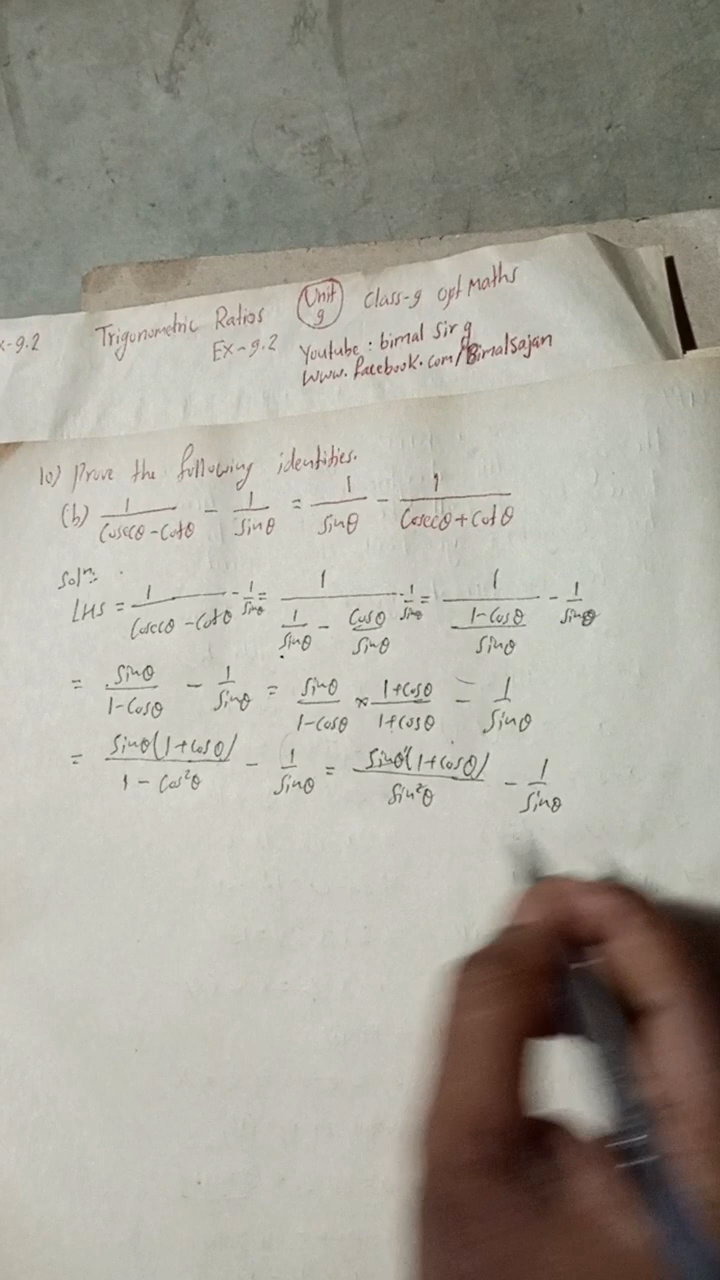 x-9.2 Trigonometric Ratios Unit 9 Class-9 Opt Maths
Ex-9.2 Youtube : bimal Sir g
www.facebook.com/Bimalsajan
10) Prove the following identities.
(b) 1/(Cosecθ - Cotθ) - 1/Sinθ = 1/Sinθ - 1/(Cosecθ + Cotθ)
Soln:
LHS = 1/(Cosecθ - Cotθ) - 1/Sinθ = 1/(1/Sinθ - Cosθ/Sinθ) - 1/Sinθ = 1/((1-Cosθ)/Sinθ) - 1/Sinθ
= Sinθ/(1-Cosθ) - 1/Sinθ = Sinθ/(1-Cosθ) × (1+Cosθ)/(1+Cosθ) - 1/Sinθ
= Sinθ(1+Cosθ)/(1-Cos²θ) - 1/Sinθ = Sinθ(1+Cosθ)/Sin²θ - 1/Sinθ